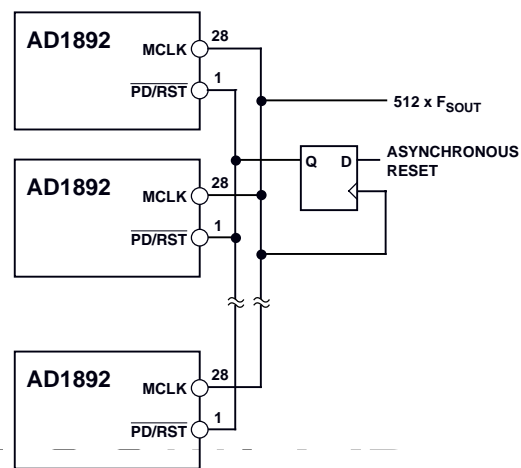 AD1892
MCLK
28
PD/RST
1
512 x FSOUT
Q D
ASYNCHRONOUS
RESET
AD1892
MCLK
28
PD/RST
1
AD1892
MCLK
28
PD/RST
1